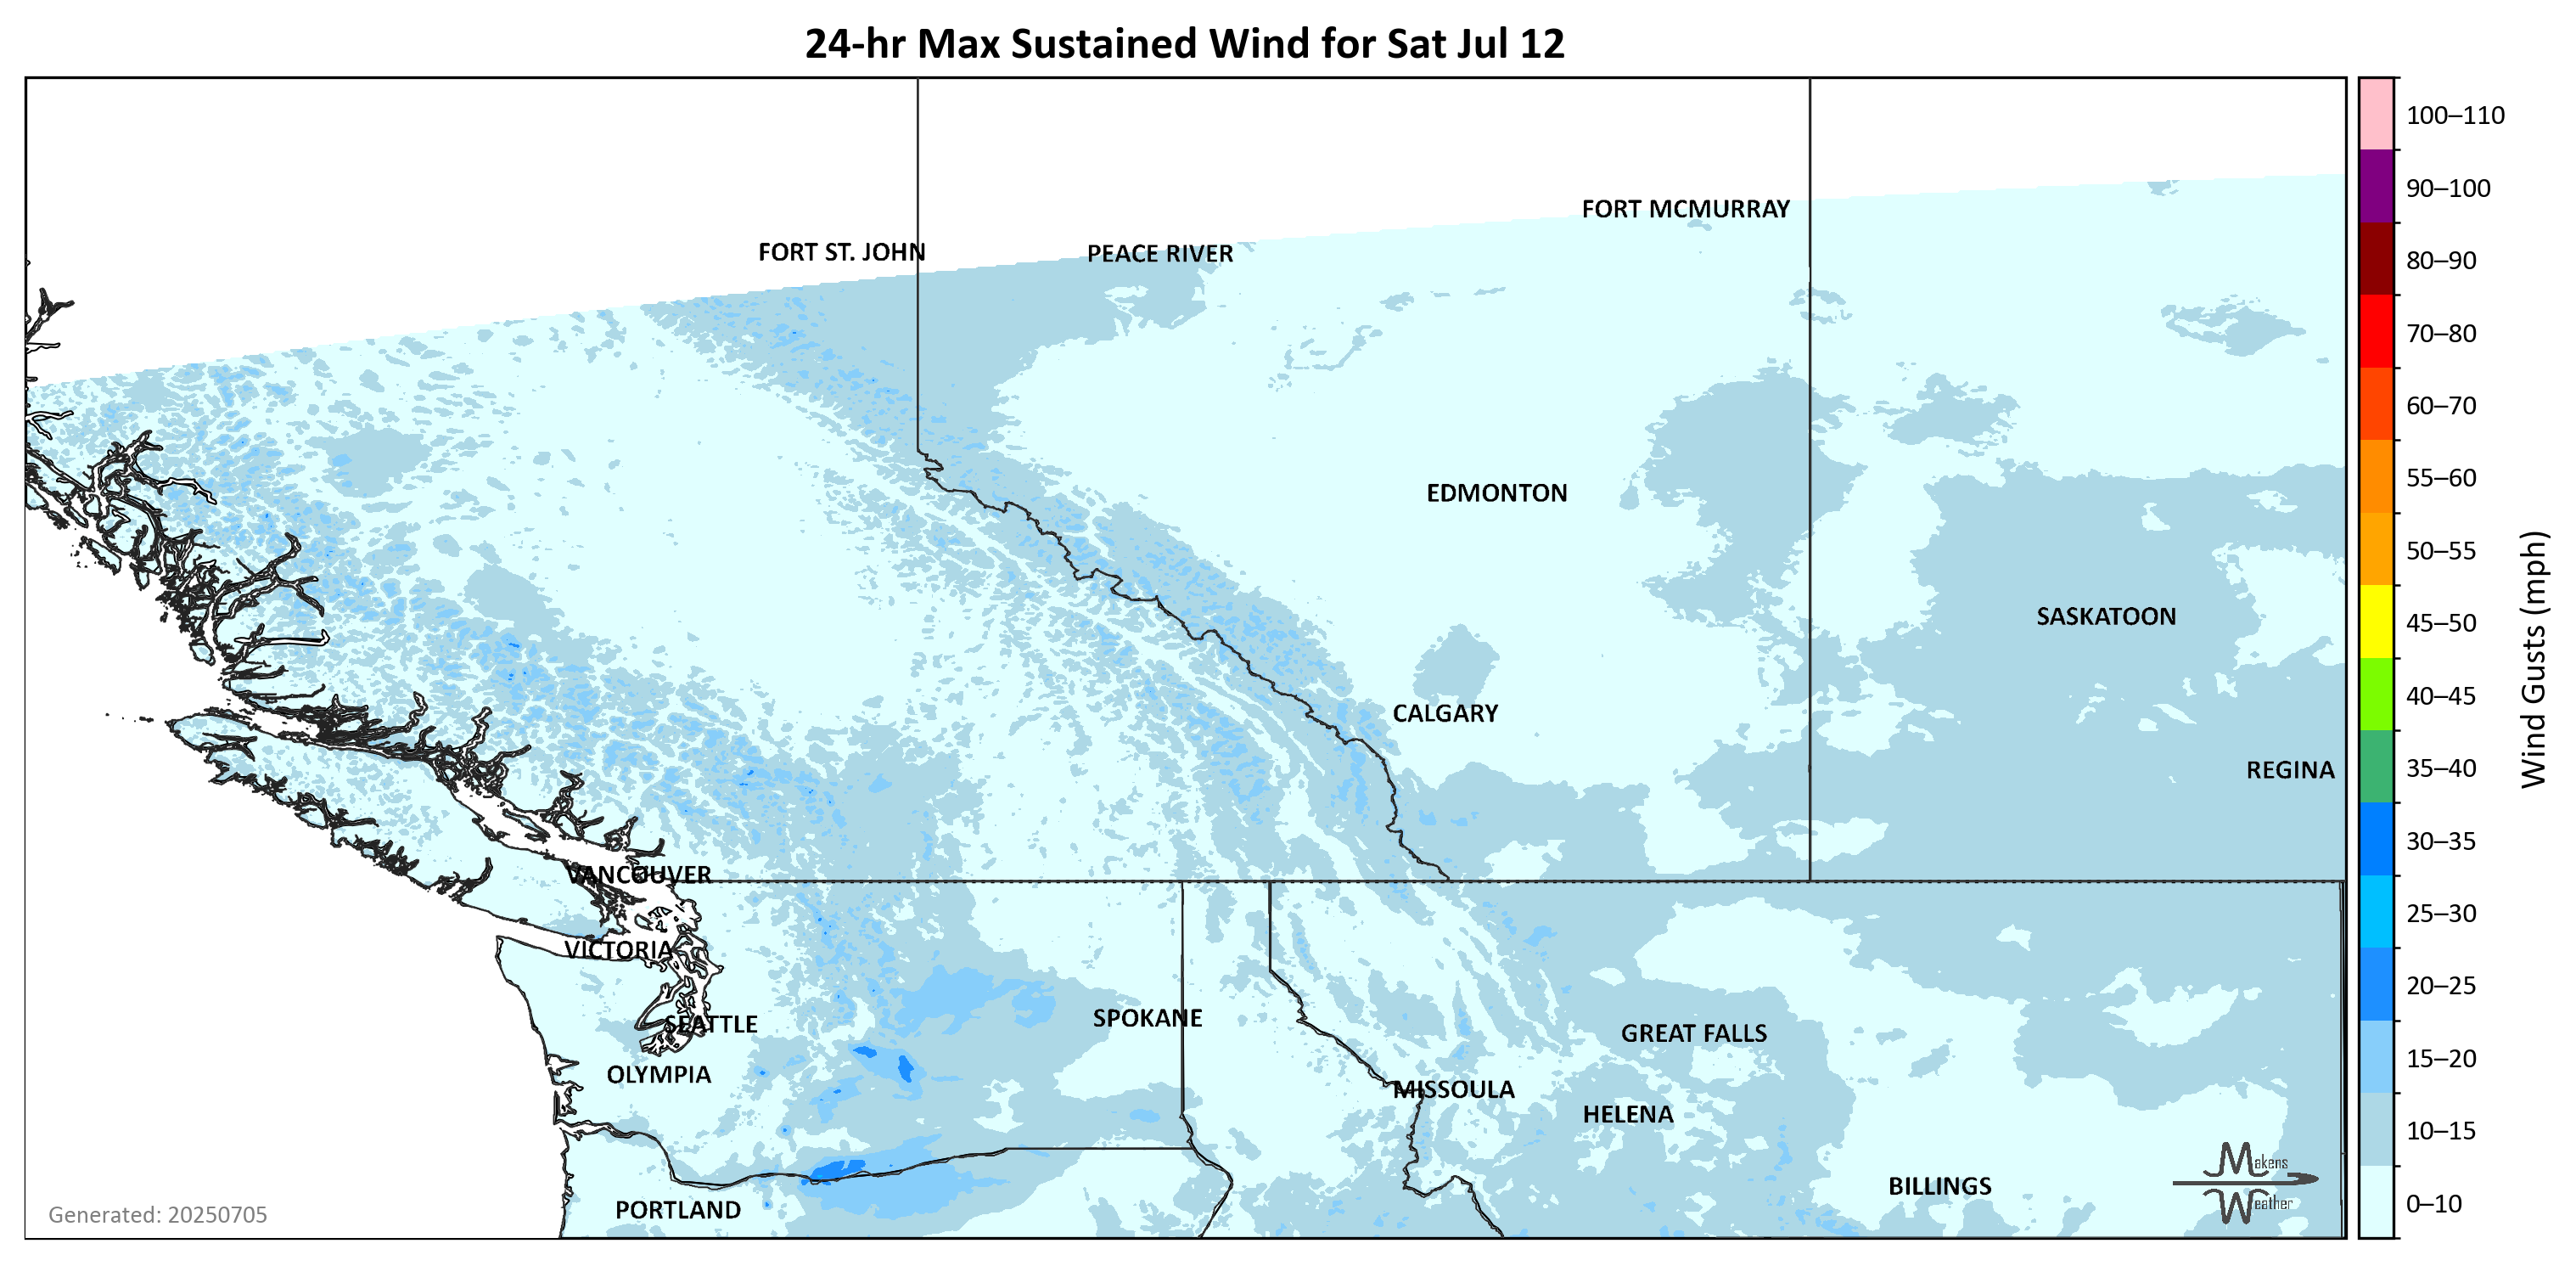 24-hr Max Sustained Wind for Sat Jul 12
FORT MCMURRAY
FORT ST. JOHN
PEACE RIVER
EDMONTON
SASKATOON
CALGARY
REGINA
VANCOUVER
VICTORIA
SPOKANE
SEATTLE
GREAT FALLS
OLYMPIA
MISSOULA
HELENA
BILLINGS
PORTLAND
Makens
Weather
Generated: 20250705
100–110
90–100
80–90
70–80
60–70
55–60
50–55
45–50
40–45
35–40
30–35
25–30
20–25
15–20
10–15
0–10
Wind Gusts (mph)